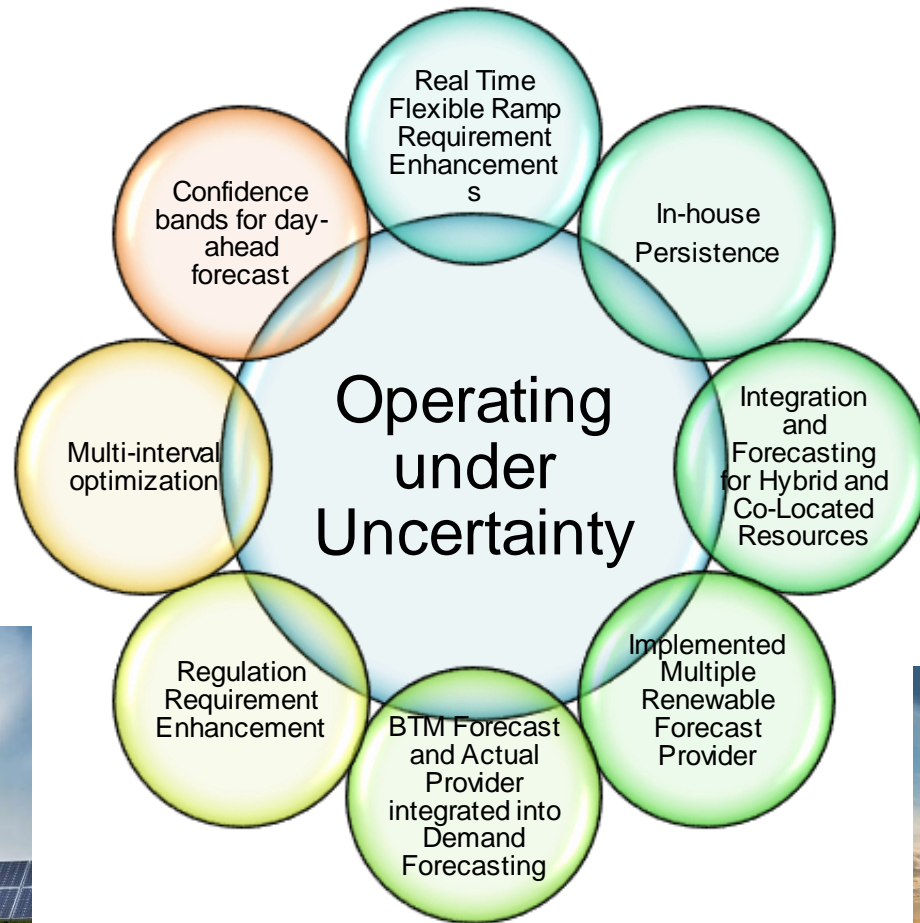 Operating
under
Uncertainty
Real Time
Flexible Ramp
Requirement
Enhancement
s
In-house
Persistence
Integration
and
Forecasting
for Hybrid and
Co-Located
Resources
Implemented
Multiple
Renewable
Forecast
Provider
BTM Forecast
and Actual
Provider
integrated into
Demand
Forecasting
Regulation
Requirement
Enhancement
Multi-interval
optimization
Confidence
bands for day-
ahead
forecast